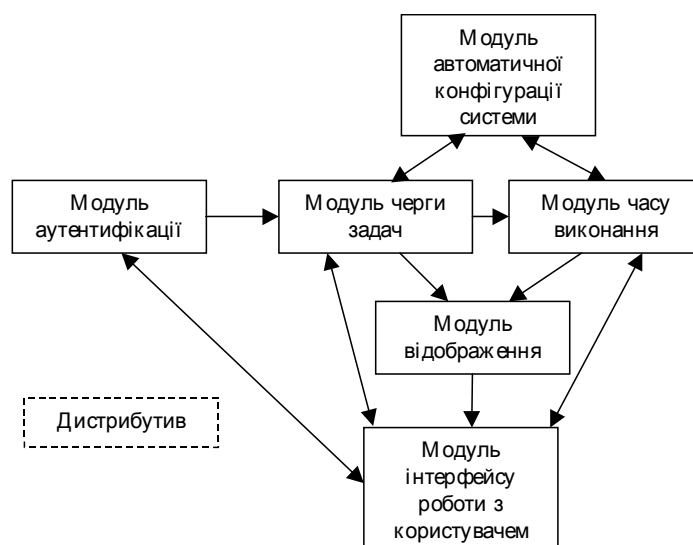 Модуль
автоматичної
конфігурації
системи
Модуль
аутентифікації
Модуль черги
задач
Модуль часу
виконання
Модуль
відображення
Дистрибутив
Модуль
інтерфейсу
роботи з
користувачем